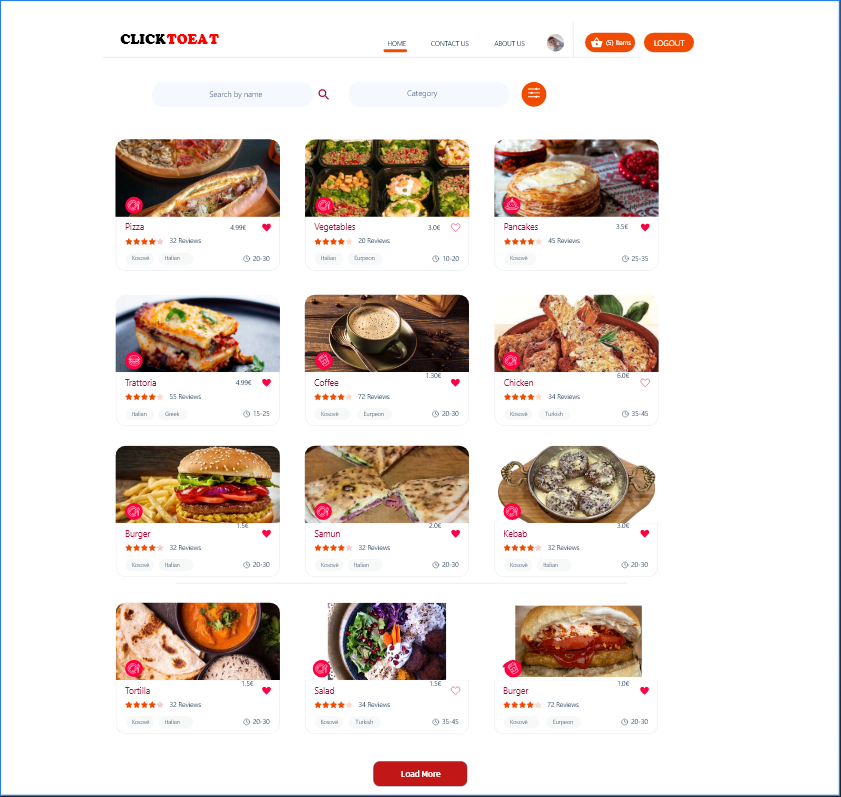 CLICKTOEAT
HOME CONTACT US ABOUT US (5) Items LOGOUT
Search by name Category
Pizza 4.99€
32 Reviews
Kosovë Italian 20-30
Vegetables 3.0€
20 Reviews
Italian Eurpeon 10-20
Pancakes 3.5€
45 Reviews
Kosovë 25-35
Trattoria 4.99€
55 Reviews
Italian Greek 15-25
1.30€
Coffee
72 Reviews
Kosovë Eurpeon 20-30
6.0€
Chicken
34 Reviews
Kosovë Turkish 35-45
1.5€
Burger
32 Reviews
Kosovë Italian 20-30
2.0€
Samun
32 Reviews
Kosovë Italian 20-30
3.0€
Kebab
32 Reviews
Kosovë Italian 20-30
1.5€
Tortilla
32 Reviews
Kosovë Italian 20-30
1.5€
Salad
34 Reviews
Kosovë Turkish 35-45
1.0€
Burger
72 Reviews
Kosovë Eurpeon 20-30
Load More